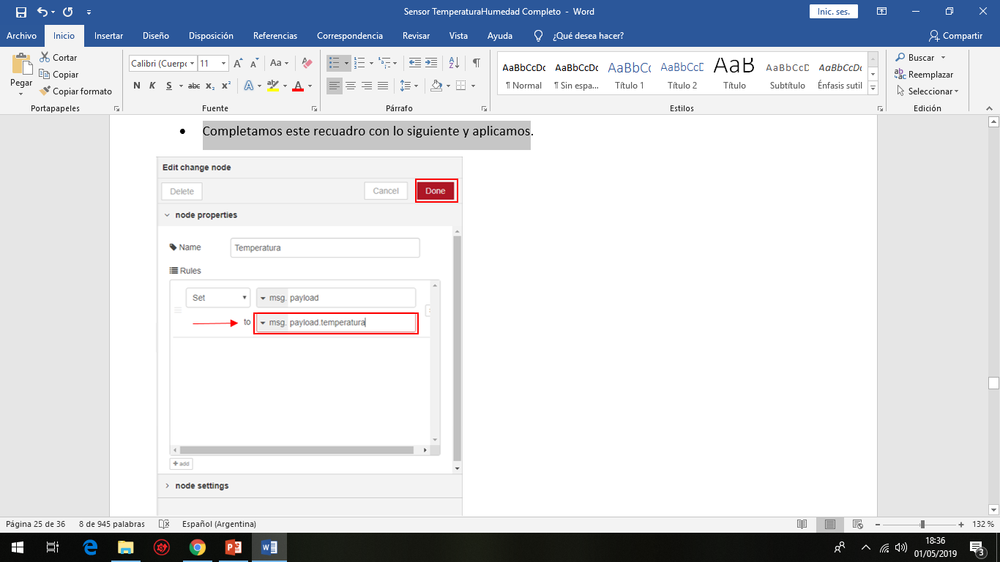 Sensor TemperaturaHumedad Completo - Word
Inic. ses.
Archivo Inicio Insertar Diseño Disposición Referencias Correspondencia Revisar Vista Ayuda ¿Qué desea hacer? Compartir
Pegar
Cortar
Copiar
Copiar formato
Portapapeles
Calibri (Cuerpo 11
Aa
N K S abc x₂ x²
Fuente
Párrafo
AaBbCcDc AaBbCcDc AaBbCc AaBbCcD AaB AaBbCcD AaBbCcDc
¶ Normal ¶ Sin espa... Título 1 Título 2 Título Subtítulo Énfasis sutil
Estilos
Buscar
Reemplazar
Seleccionar
Edición
• Completamos este recuadro con lo siguiente y aplicamos.
Edit change node
Delete Cancel Done
node properties
Name Temperatura
Rules
Set msg. payload
to msg. payload.temperatura
+ add
node settings
Página 25 de 36 8 de 945 palabras Español (Argentina) 132 %
18:36
01/05/2019
3